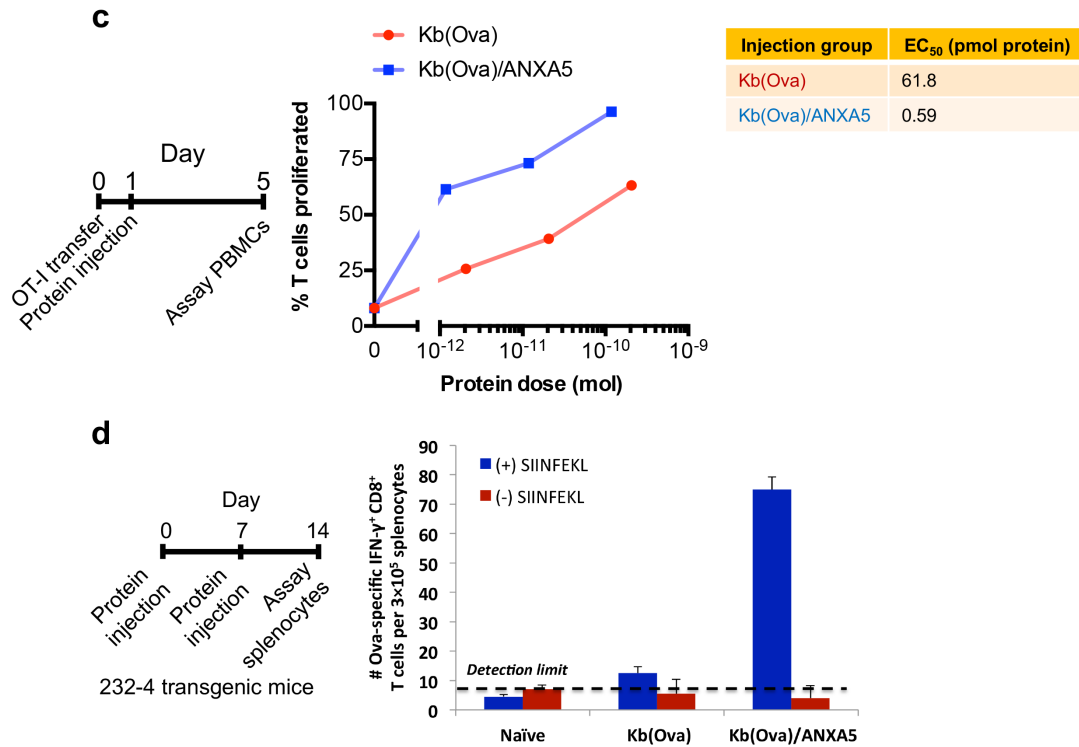 c
Kb(Ova)
Kb(Ova)/ANXA5
Injection group EC50 (pmol protein)
Kb(Ova) 61.8
Kb(Ova)/ANXA5 0.59
Day
0 1 5
OT-I transfer
Protein injection
Assay PBMCs
% T cells proliferated
100
75
50
25
0
0 10-12 10-11 10-10 10-9
Protein dose (mol)
d
Day
0 7 14
Protein
injection
Protein
injection
Assay
splenocytes
232-4 transgenic mice
# Ova-specific IFN-γ+ CD8+
T cells per 3×105 splenocytes
90
80
70
60
50
40
30
20
10
0
(+) SIINFEKL
(-) SIINFEKL
Detection limit
Naïve Kb(Ova) Kb(Ova)/ANXA5